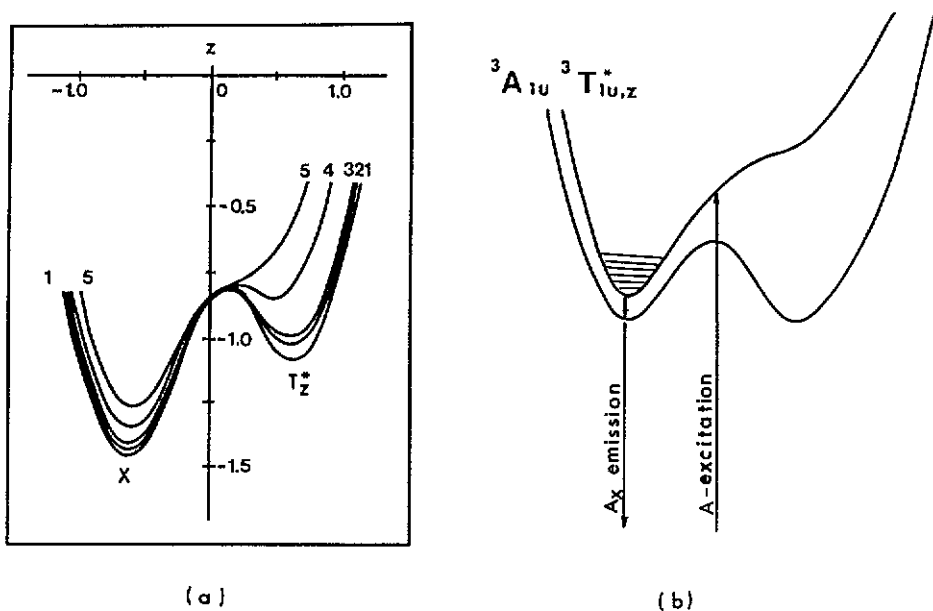 z
-1.0 0 1.0
5 4 321
-0.5
1 5
-1.0
T*z
X
-1.5
(a)
³A₁ᵤ ³T*₁ᵤ,z
Ax emission
A-excitation
(b)